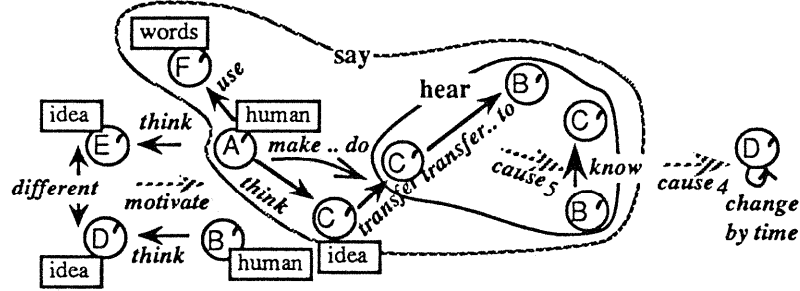 words
F'
say
use
hear
B'
idea
think
human
C'
E'
A'
make .. do
C'
transfer .. to
D'
different
motivate
think
transfer
cause 5
know
cause 4
C'
B'
change
by time
D'
B'
think
human
idea
idea